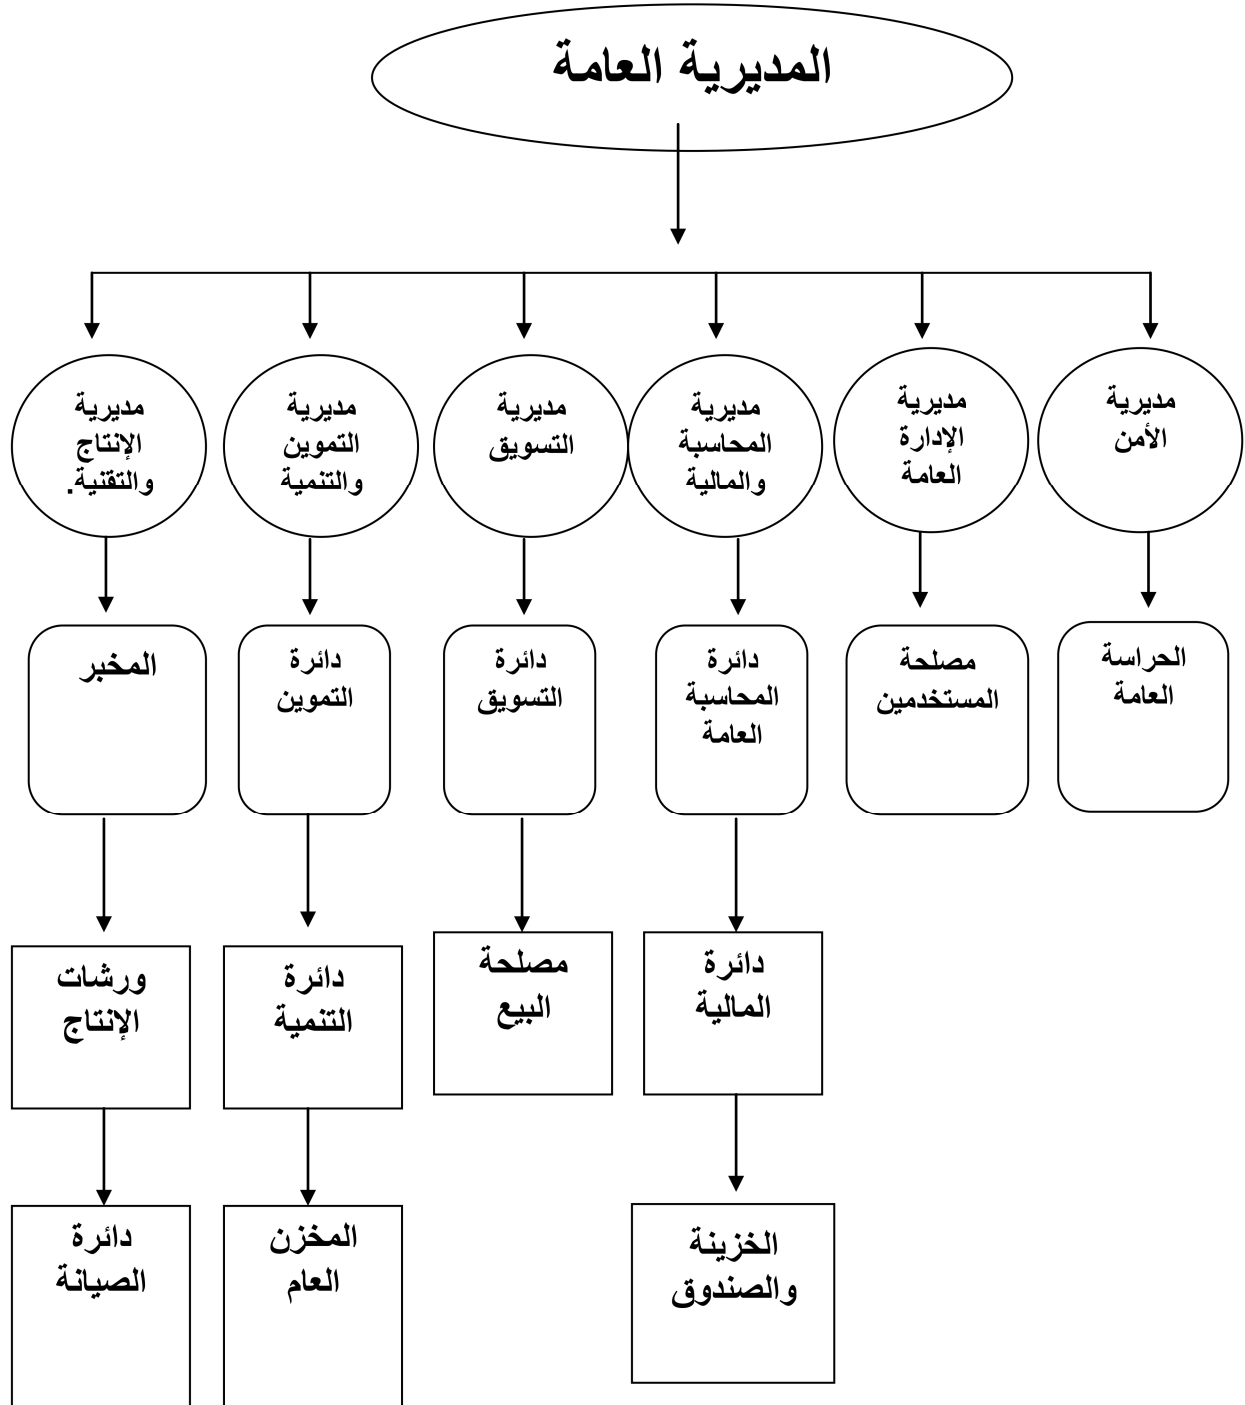 المديرية العامة
مديرية
الأمن
مديرية
الإدارة
العامة
مديرية
المحاسبة
والمالية
مديرية
التسويق
مديرية
التموين
والتنمية
مديرية
الإنتاج
والتقنية.
الحراسة
العامة
مصلحة
المستخدمين
دائرة
المحاسبة
العامة
دائرة
التسويق
دائرة
التموين
المخبر
دائرة
المالية
مصلحة
البيع
دائرة
التنمية
ورشات
الإنتاج
الخزينة
والصندوق
المخزن
العام
دائرة
الصيانة